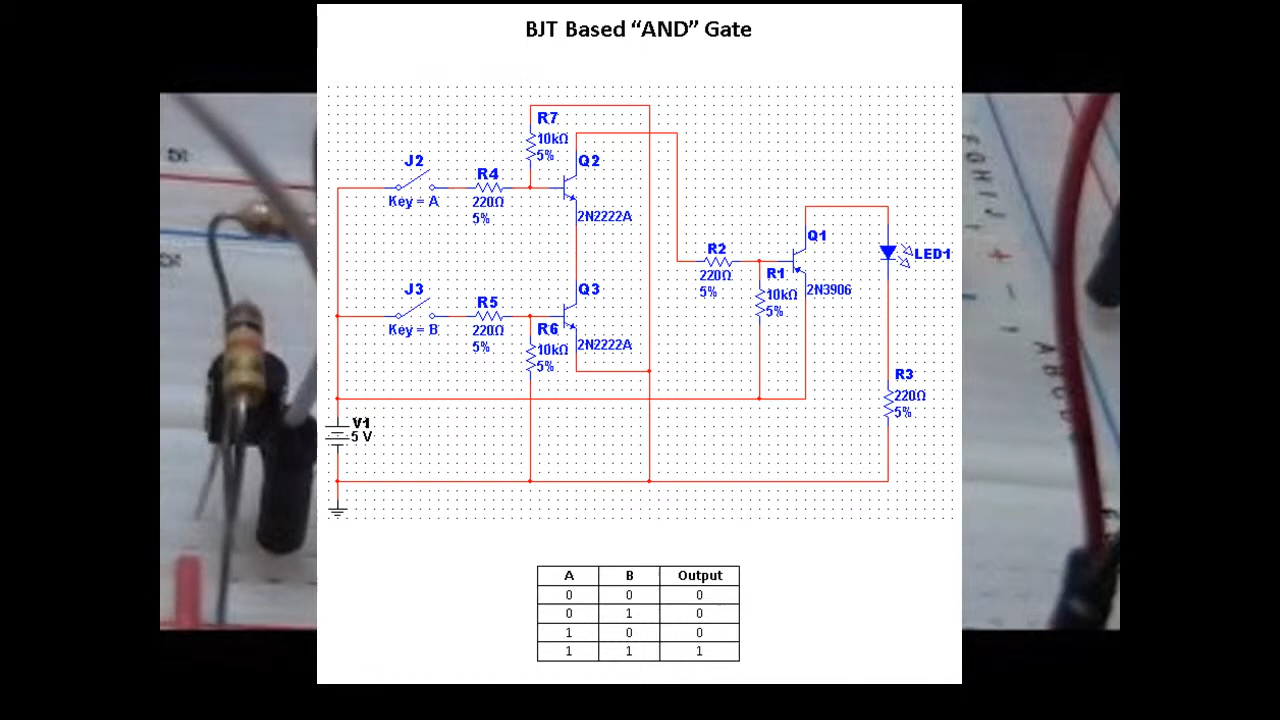 BJT Based “AND” Gate
R7
10kΩ
5%
J2
Key = A
R4
220Ω
5%
Q2
2N2222A
J3
Key = B
R5
220Ω
5%
Q3
2N2222A
R6
10kΩ
5%
R2
220Ω
5%
R1
10kΩ
5%
Q1
2N3906
LED1
R3
220Ω
5%
V1
5 V
A B Output
0 0 0
0 1 0
1 0 0
1 1 1
F G H I J
A B C D